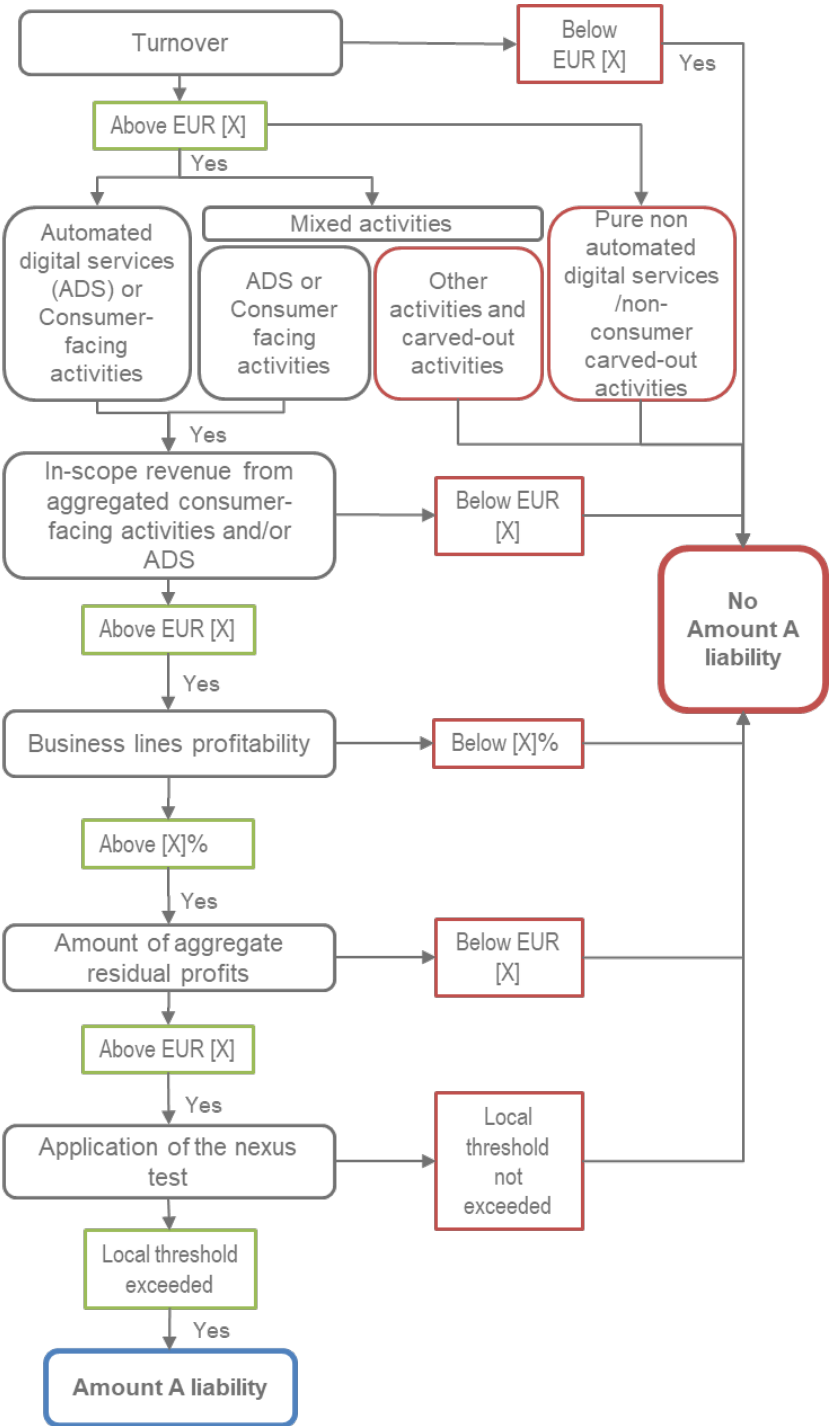 Turnover
Below
EUR [X]
Yes
Above EUR [X]
Yes
Automated
digital services
(ADS) or
Consumer-
facing
activities
Mixed activities
ADS or
Consumer
facing
activities
Other
activities and
carved-out
activities
Pure non
automated
digital services
/non-
consumer
carved-out
activities
Yes
In-scope revenue from
aggregated consumer-
facing activities and/or
ADS
Below EUR
[X]
No
Amount A
liability
Above EUR [X]
Yes
Business lines profitability
Below [X]%
Above [X]%
Yes
Amount of aggregate
residual profits
Below EUR
[X]
Above EUR [X]
Yes
Application of the nexus
test
Local
threshold
not
exceeded
Local threshold
exceeded
Yes
Amount A liability